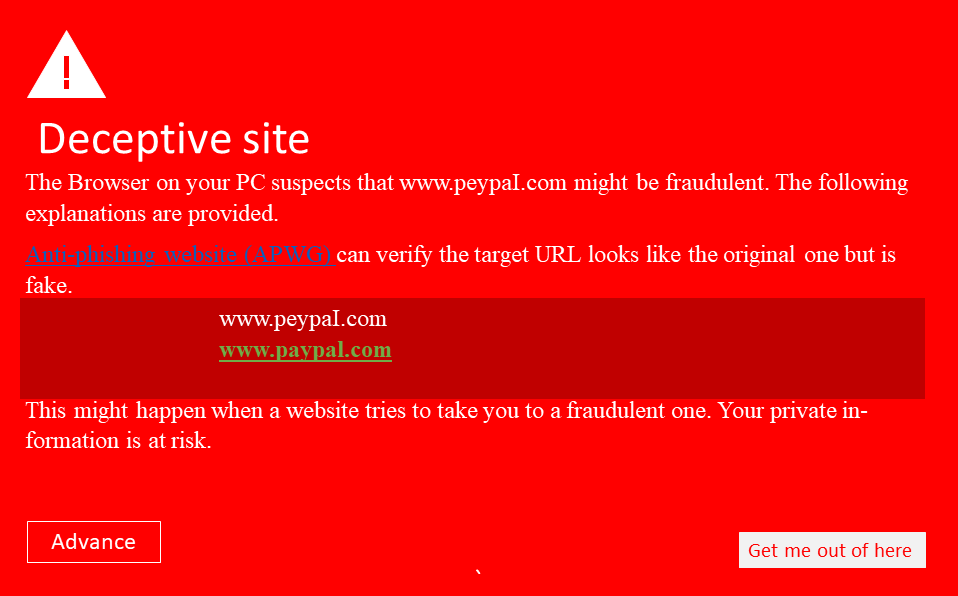 !
Deceptive site
The Browser on your PC suspects that www.peypaI.com might be fraudulent. The following
explanations are provided.
Anti-phishing website (APWG) can verify the target URL looks like the original one but is
fake.
www.peypaI.com
www.paypal.com
This might happen when a website tries to take you to a fraudulent one. Your private in-
formation is at risk.
Advance
Get me out of here
`